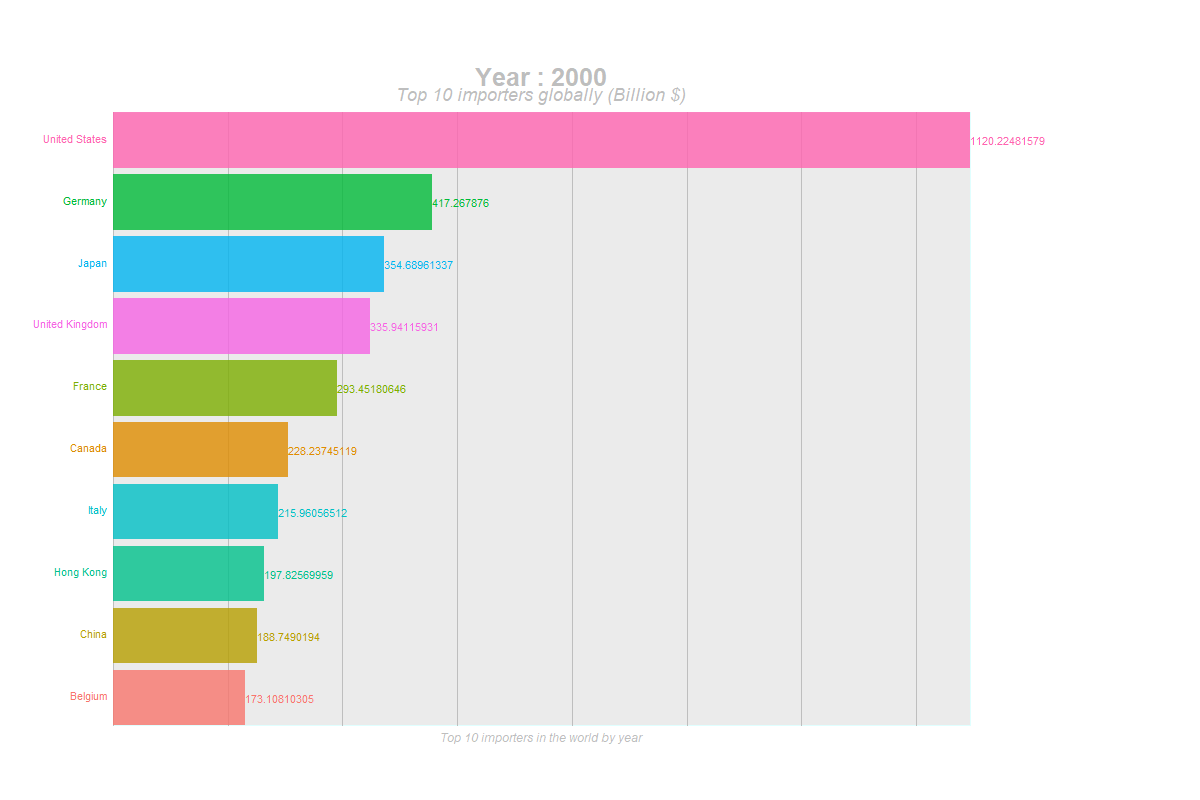 Year : 2000
Top 10 importers globally (Billion $)
United States 1120.22481579
Germany 417.267876
Japan 354.68961337
United Kingdom 335.94115931
France 293.45180646
Canada 228.23745119
Italy 215.96056512
Hong Kong 197.82569959
China 188.7490194
Belgium 173.10810305
Top 10 importers in the world by year